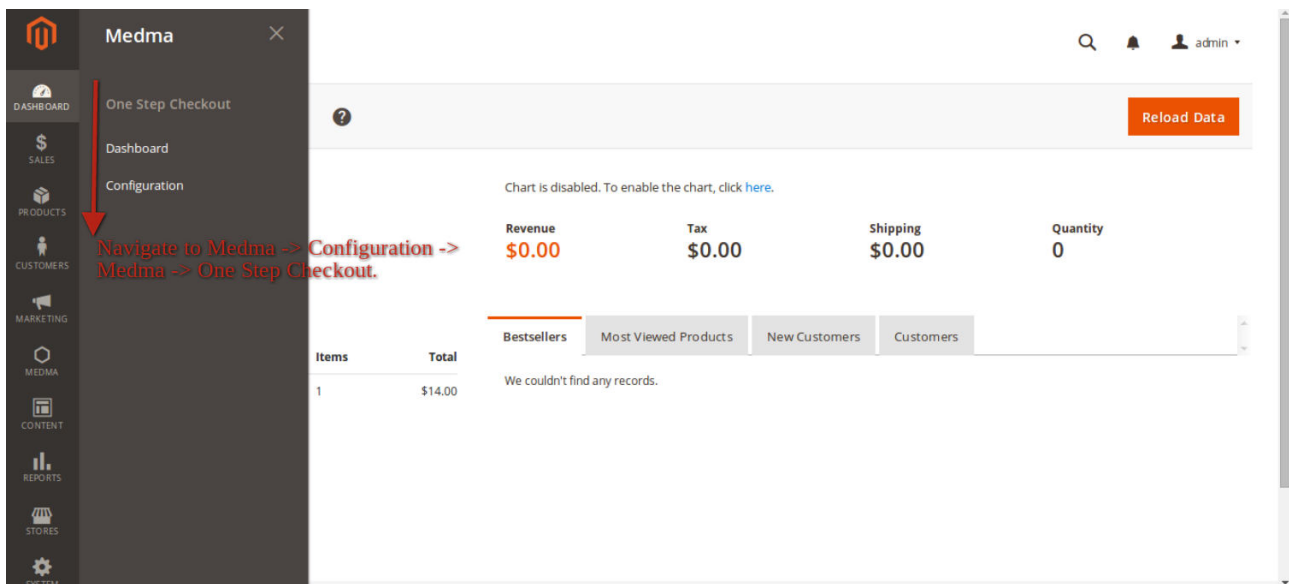 Medma
admin
DASHBOARD
One Step Checkout
Reload Data
Dashboard
SALES
Configuration
PRODUCTS
CUSTOMERS
Navigate to Medma -> Configuration ->
Medma -> One Step Checkout.
MARKETING
MEDMA
CONTENT
REPORTS
STORES
SYSTEM
Chart is disabled. To enable the chart, click here.
Revenue Tax Shipping Quantity
$0.00 $0.00 $0.00 0
Bestsellers Most Viewed Products New Customers Customers
We couldn't find any records.
Items Total
1 $14.00